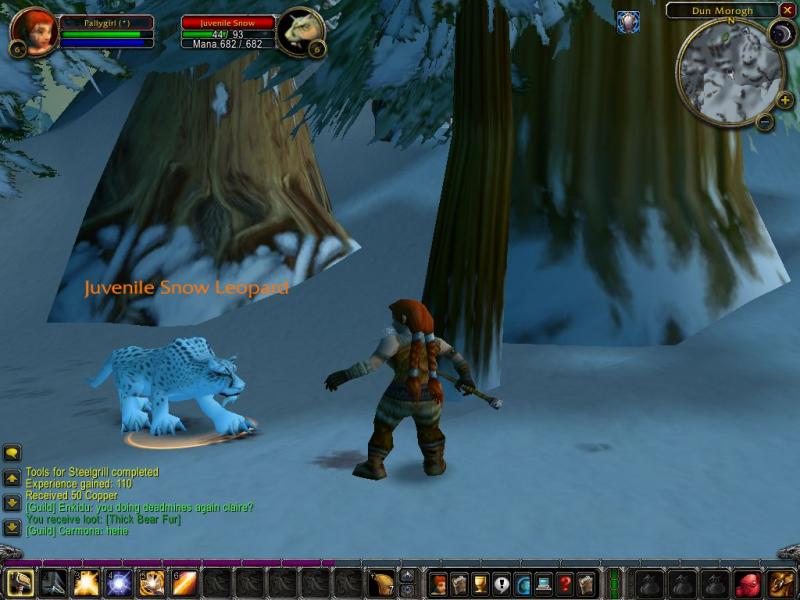 Pallygirl (*)
6
Juvenile Snow
44 / 93
Mana 682 / 682
6
Dun Morogh
N
Juvenile Snow Leopard
Tools for Steelgrill completed
Experience gained: 110
Received 50 Copper
[Guild] Enkidu: you doing deadmines again claire?
You receive loot: [Thick Bear Fur]
[Guild] Carmona: hehe